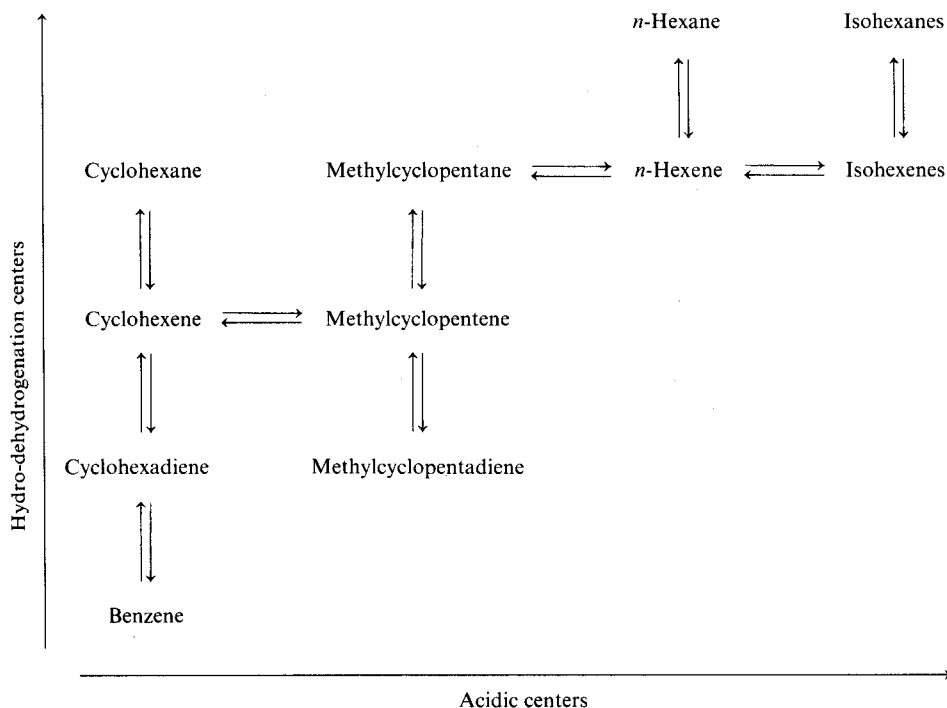 n-Hexane Isohexanes
Cyclohexane Methylcyclopentane n-Hexene Isohexenes
Cyclohexene Methylcyclopentene
Cyclohexadiene Methylcyclopentadiene
Benzene
Hydro-dehydrogenation centers
Acidic centers